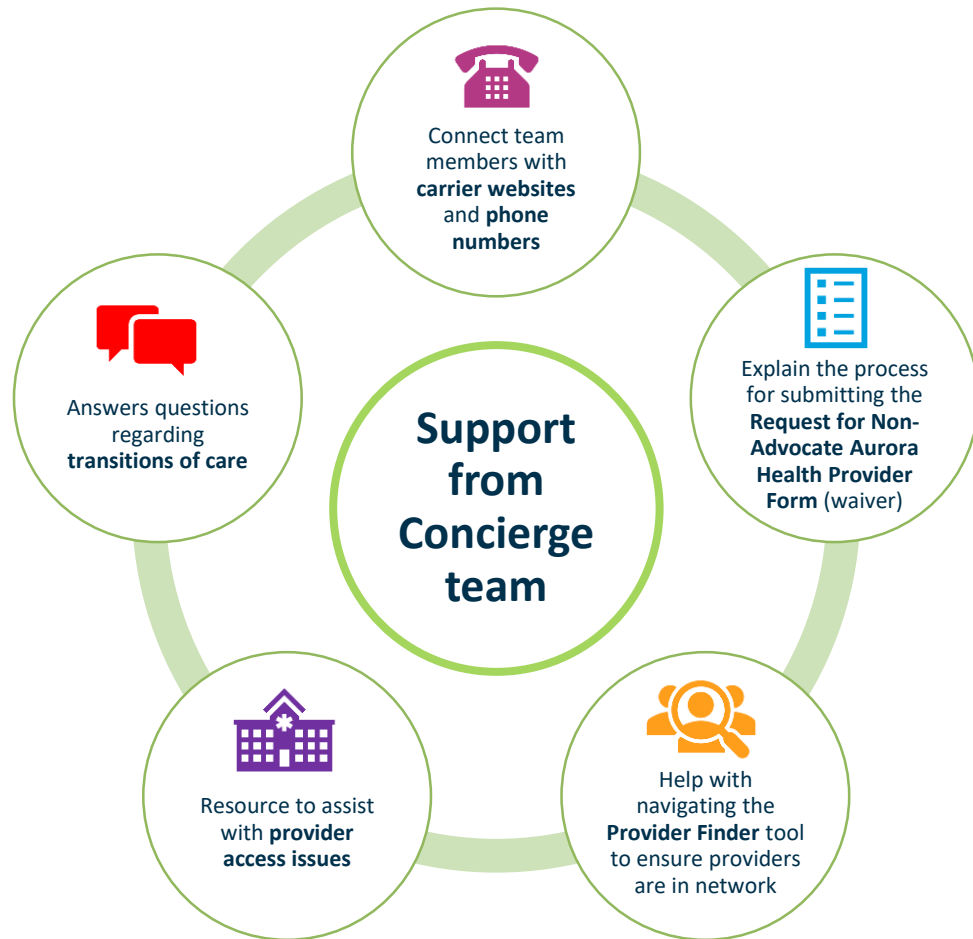 Connect team
members with
carrier websites
and phone
numbers
Explain the process
for submitting the
Request for Non-
Advocate Aurora
Health Provider
Form (waiver)
Answers questions
regarding
transitions of care
Support
from
Concierge
team
Resource to assist
with provider
access issues
Help with
navigating the
Provider Finder tool
to ensure providers
are in network